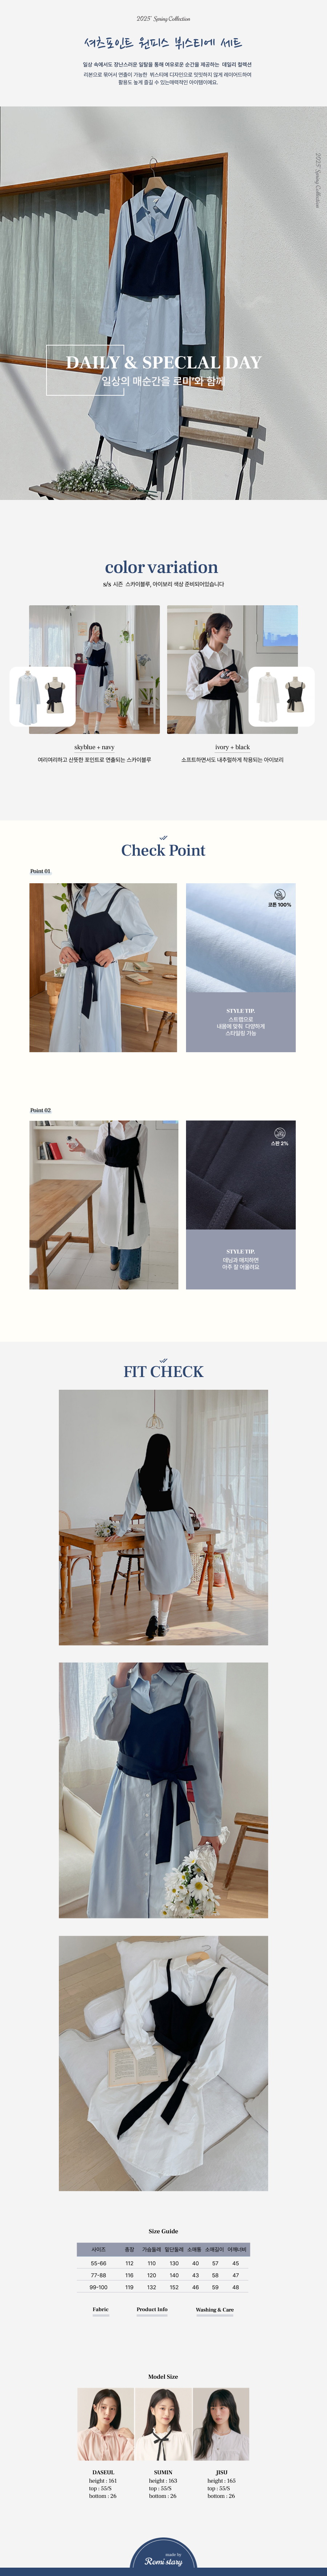 2025' Spring Collection
셔츠포인트 원피스 뷔스티에 세트
일상 속에서도 장난스러운 일탈을 통해 여유로운 순간을 제공하는 데일리 컬렉션
리본으로 묶어서 연출이 가능한 뷔스티에 디자인으로 밋밋하지 않게 레이어드하여
활용도 높게 즐길 수 있는매력적인 아이템이에요.
2025' Spring Collection
DAILY & SPECLAL DAY
일상의 매순간을 로미'와 함께
color variation
s/s 시즌 스카이블루, 아이보리 색상 준비되어있습니다
skyblue + navy
ivory + black
여리여리하고 산뜻한 포인트로 연출되는 스카이블루
소프트하면서도 내추럴하게 착용되는 아이보리
Check Point
Point 01.
코튼 100%
STYLE TIP.
스트랩으로
내몸에 맞춰 다양하게
스타일링 가능
Point 02.
스판 2%
STYLE TIP.
데님과 매치하면
아주 잘 어울려요
FIT CHECK
Size Guide
사이즈 총장 가슴둘레 밑단둘레 소매통 소매길이 어깨너비
55-66 112 110 130 40 57 45
77-88 116 120 140 43 58 47
99-100 119 132 152 46 59 48
Fabric Product Info Washing & Care
Model Size
DASEUL SUMIN JISU
height : 161 height : 163 height : 165
top : 55/S top : 55/S top : 55/S
bottom : 26 bottom : 26 bottom : 26
made by
Romi story